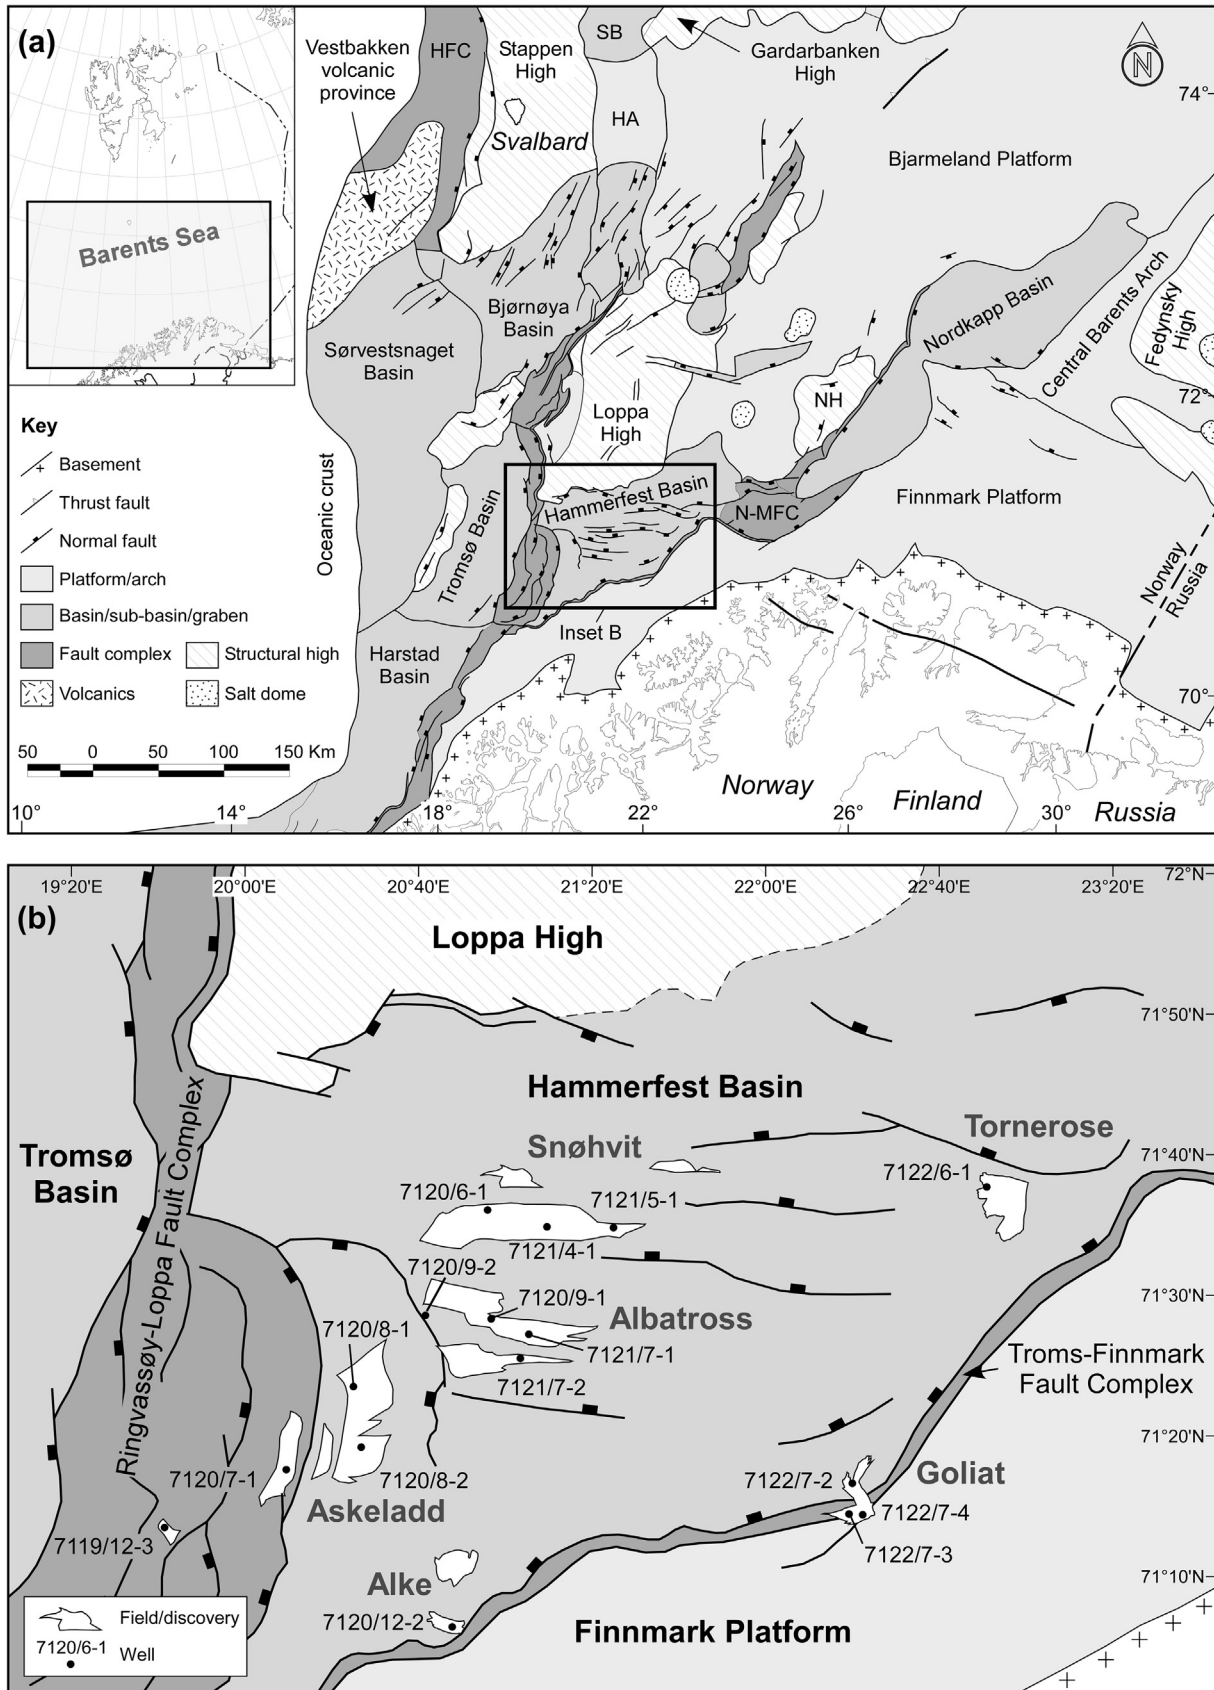 (a)
Vestbakken
volcanic
province
HFC
Stappen
High
SB
Gardarbanken
High
N
74°
HA
Svalbard
Bjarmeland Platform
Barents Sea
Bjørnøya
Basin
Nordkapp Basin
Central Barents Arch
Fedynsky
High
Sørvestsnaget
Basin
72°
NH
Loppa
High
Key
Basement
Thrust fault
Normal fault
Platform/arch
Basin/sub-basin/graben
Fault complex
Structural high
Volcanics
Salt dome
Oceanic crust
Tromsø Basin
Hammerfest Basin
N-MFC
Finnmark Platform
Norway
Russia
Inset B
Harstad
Basin
70°
50 0 50 100 150 Km
Norway
Finland
Russia
10° 14° 18° 22° 26° 30°
(b)
19°20'E 20°00'E 20°40'E 21°20'E 22°00'E 22°40'E 23°20'E 72°N
Loppa High
71°50'N
Hammerfest Basin
Tornerose
Snøhvit
71°40'N
Tromsø
Basin
Ringvassøy-Loppa Fault Complex
7122/6-1
7120/6-1
7121/5-1
7121/4-1
7120/9-2
7120/9-1
71°30'N
Albatross
7120/8-1
7121/7-1
Troms-Finnmark
Fault Complex
7121/7-2
71°20'N
7120/7-1
7120/8-2
7122/7-2
Goliat
Askeladd
7122/7-4
7119/12-3
7122/7-3
Alke
71°10'N
7120/12-2
Finnmark Platform
Field/discovery
7120/6-1
Well